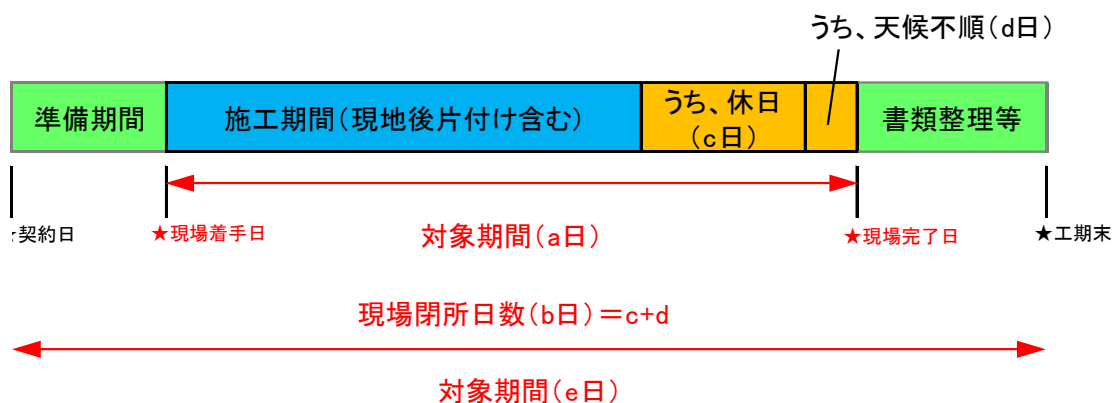 うち、天候不順(d日)
準備期間
施工期間(現地後片付け含む)
うち、休日
(c日)
書類整理等
契約日
★現場着手日
対象期間(a日)
★現場完了日
★工期末
現場閉所日数(b日)=c+d
対象期間(e日)